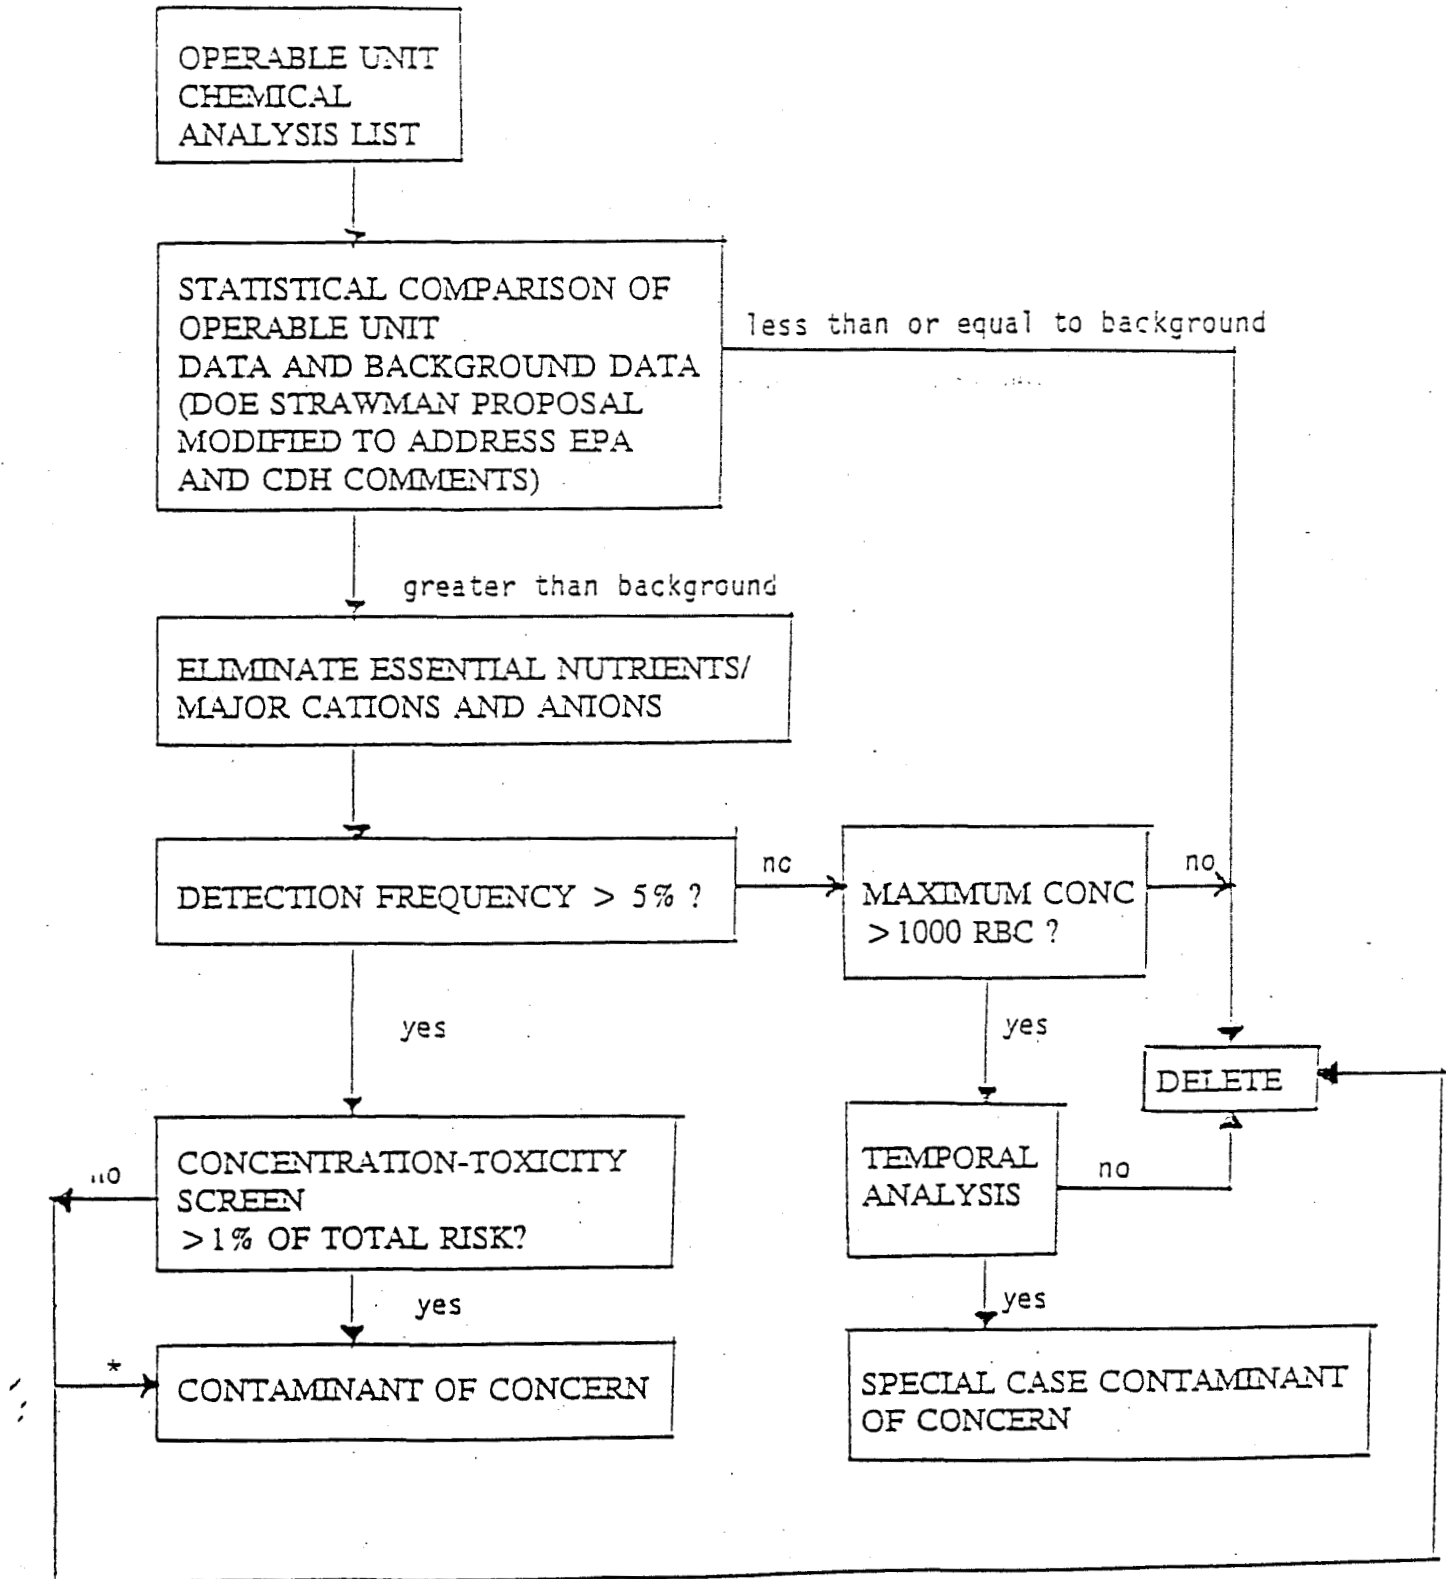 OPERABLE UNIT
CHEMICAL
ANALYSIS LIST
STATISTICAL COMPARISON OF
OPERABLE UNIT
DATA AND BACKGROUND DATA
(DOE STRAWMAN PROPOSAL
MODIFIED TO ADDRESS EPA
AND CDH COMMENTS)
less than or equal to background
greater than background
ELIMINATE ESSENTIAL NUTRIENTS/
MAJOR CATIONS AND ANIONS
DETECTION FREQUENCY > 5% ?
no
MAXIMUM CONC
>1000 RBC ?
no
yes
yes
DELETE
CONCENTRATION-TOXICITY
SCREEN
>1% OF TOTAL RISK?
no
TEMPORAL
ANALYSIS
no
yes
yes
*
CONTAMINANT OF CONCERN
SPECIAL CASE CONTAMINANT
OF CONCERN